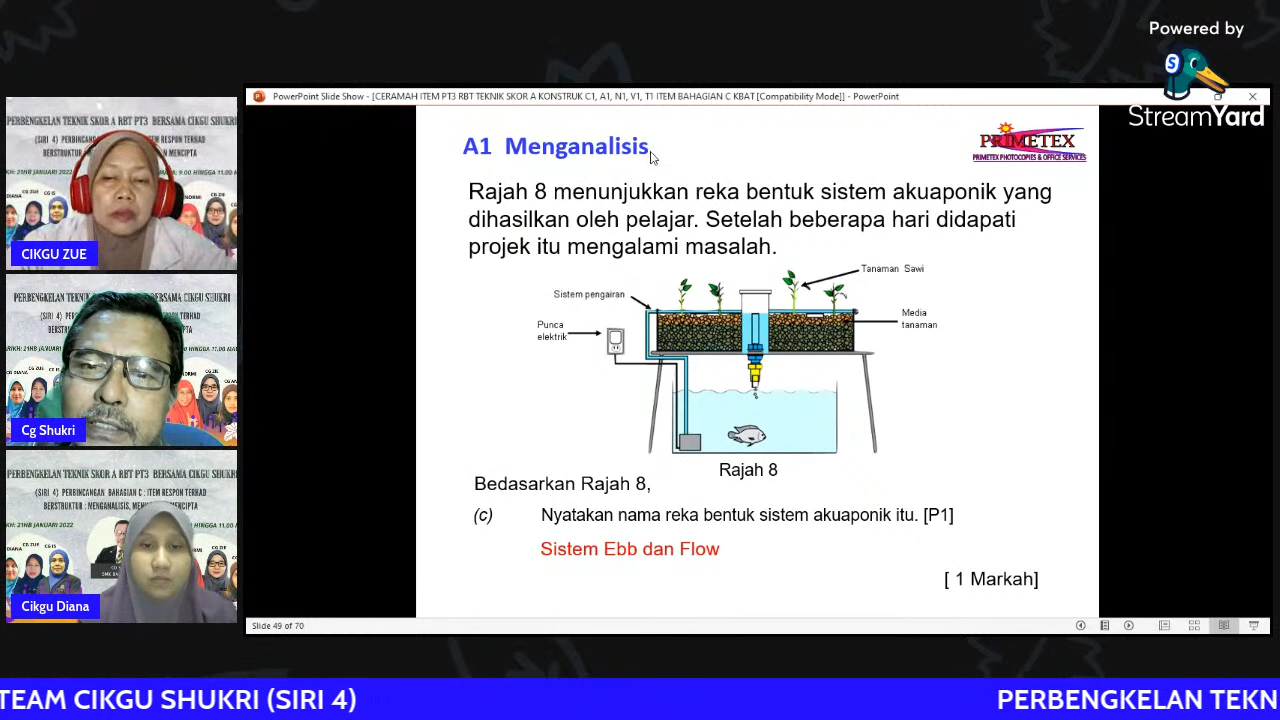 Powered by
StreamYard
PowerPoint Slide Show - [CERAMAH ITEM PT3 RBT TEKNIK SKOR A KONSTRUK C1, A1, N1, V1, T1 ITEM BAHAGIAN C KBAT [Compatibility Mode]] - PowerPoint
A1 Menganalisis
PRIMETEX
PRIMETEX PHOTOCOPIES & OFFICE SERVICES
Rajah 8 menunjukkan reka bentuk sistem akuaponik yang
dihasilkan oleh pelajar. Setelah beberapa hari didapati
projek itu mengalami masalah.
Tanaman Sawi
Sistem pengairan
Punca
elektrik
Media
tanaman
Rajah 8
Bedasarkan Rajah 8,
(c) Nyatakan nama reka bentuk sistem akuaponik itu. [P1]
Sistem Ebb dan Flow
[ 1 Markah]
Slide 49 of 70
CIKGU ZUE
Cg Shukri
PERBENGKELAN TEKNIK SKOR A RBT PT3 BERSAMA CIKGU SHUKRI
Cikgu Diana
TEAM CIKGU SHUKRI (SIRI 4)
PERBENGKELAN TEKN